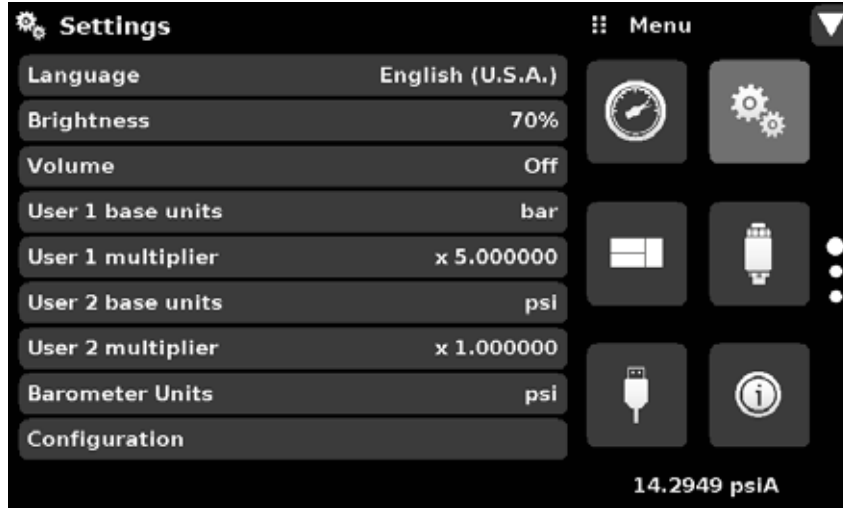 Settings
Menu
Language English (U.S.A.)
Brightness 70%
Volume Off
User 1 base units bar
User 1 multiplier x 5.000000
User 2 base units psi
User 2 multiplier x 1.000000
Barometer Units psi
Configuration
14.2949 psiA